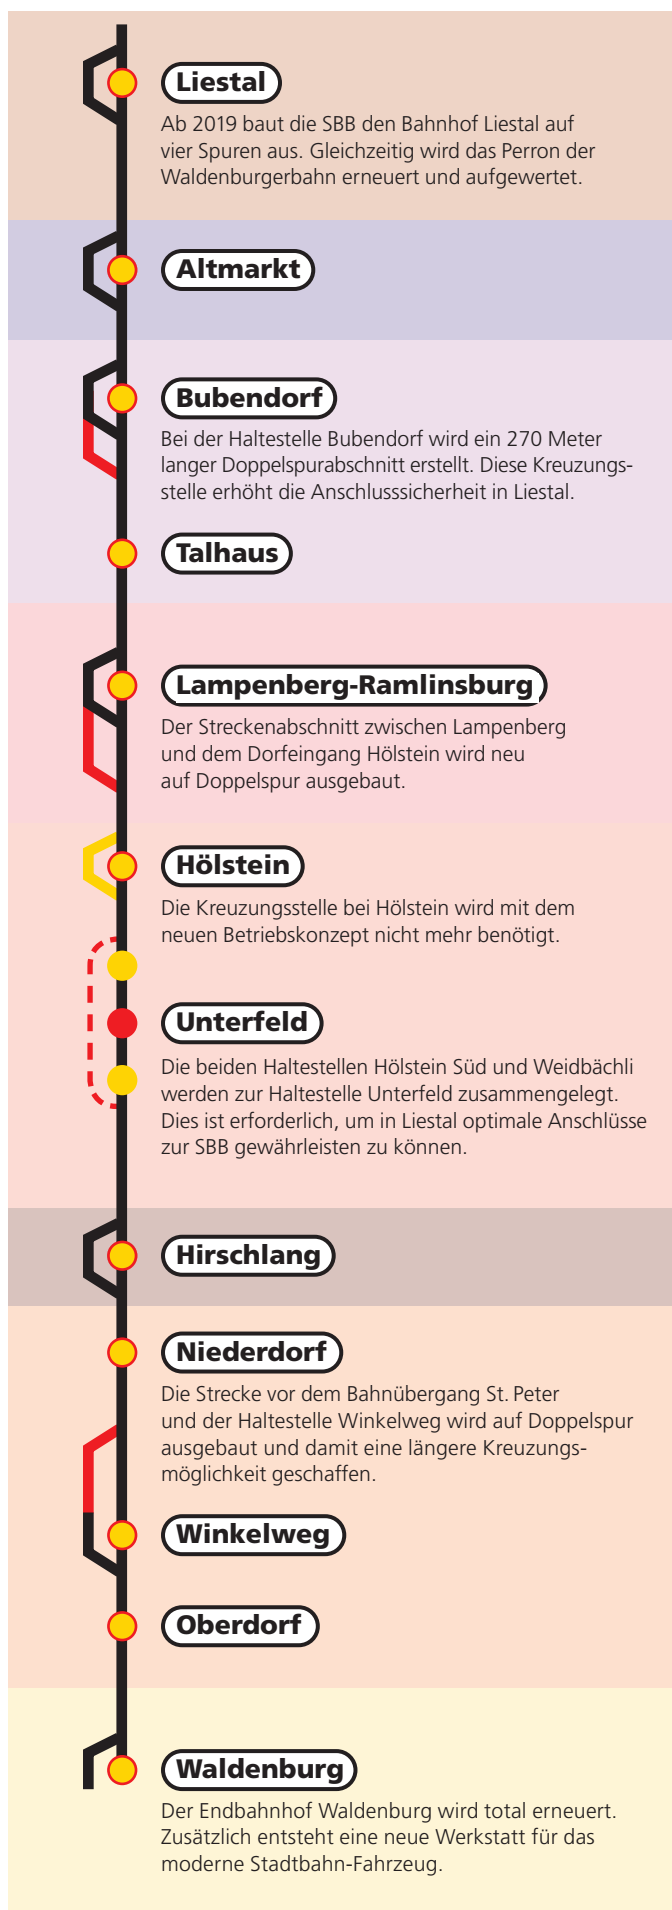 Liestal
Ab 2019 baut die SBB den Bahnhof Liestal auf
vier Spuren aus. Gleichzeitig wird das Perron der
Waldenburgerbahn erneuert und aufgewertet.
Altmarkt
Bubendorf
Bei der Haltestelle Bubendorf wird ein 270 Meter
langer Doppelspurabschnitt erstellt. Diese Kreuzungs-
stelle erhöht die Anschlusssicherheit in Liestal.
Talhaus
Lampenberg-Ramlinsburg
Der Streckenabschnitt zwischen Lampenberg
und dem Dorfeingang Hölstein wird neu
auf Doppelspur ausgebaut.
Hölstein
Die Kreuzungsstelle bei Hölstein wird mit dem
neuen Betriebskonzept nicht mehr benötigt.
Unterfeld
Die beiden Haltestellen Hölstein Süd und Weidbächli
werden zur Haltestelle Unterfeld zusammengelegt.
Dies ist erforderlich, um in Liestal optimale Anschlüsse
zur SBB gewährleisten zu können.
Hirschlang
Niederdorf
Die Strecke vor dem Bahnübergang St. Peter
und der Haltestelle Winkelweg wird auf Doppelspur
ausgebaut und damit eine längere Kreuzungs-
möglichkeit geschaffen.
Winkelweg
Oberdorf
Waldenburg
Der Endbahnhof Waldenburg wird total erneuert.
Zusätzlich entsteht eine neue Werkstatt für das
moderne Stadtbahn-Fahrzeug.